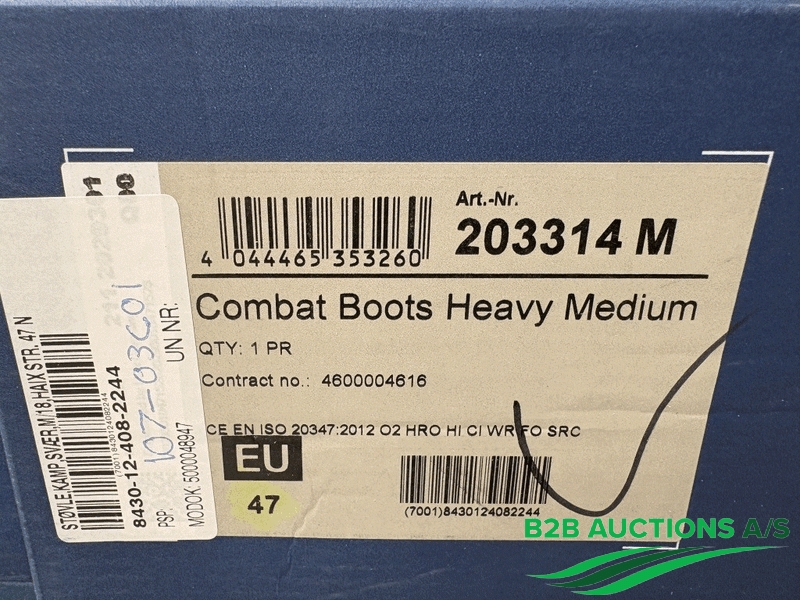 Art.-Nr.
203314 M
4 044465 353260
Combat Boots Heavy Medium
QTY: 1 PR
Contract no.: 4600004616
CE EN ISO 20347:2012 O2 HRO HI CI WR FO SRC
EU
47
(7001)8430124082244
STØVLE,KAMP,SVÆR,M/18,HAIX STR. 47 N
(7001)8430124082244
8430-12-408-2244
107-03C01
PSP:
UN NR:
MODOK: 5000048947
B2B AUCTIONS A/S